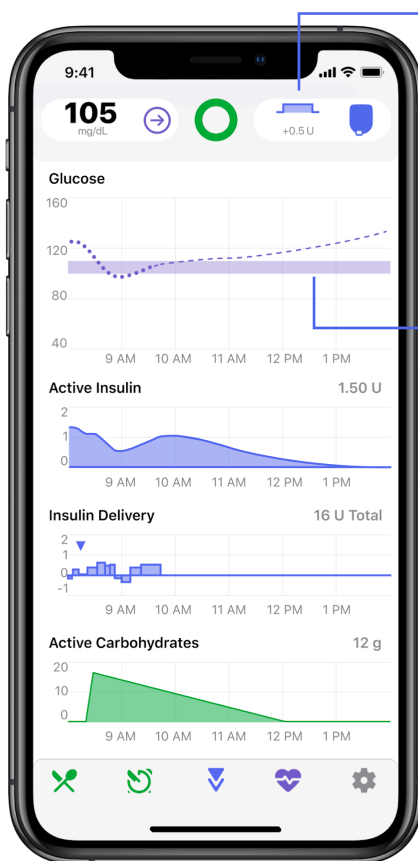 9:41
105
mg/dL
+0.5 U
Glucose
160
120
80
40
9 AM 10 AM 11 AM 12 PM 1 PM
Active Insulin 1.50 U
2
1
0
9 AM 10 AM 11 AM 12 PM 1 PM
Insulin Delivery 16 U Total
2
1
0
-1
9 AM 10 AM 11 AM 12 PM 1 PM
Active Carbohydrates 12 g
20
10
0
9 AM 10 AM 11 AM 12 PM 1 PM